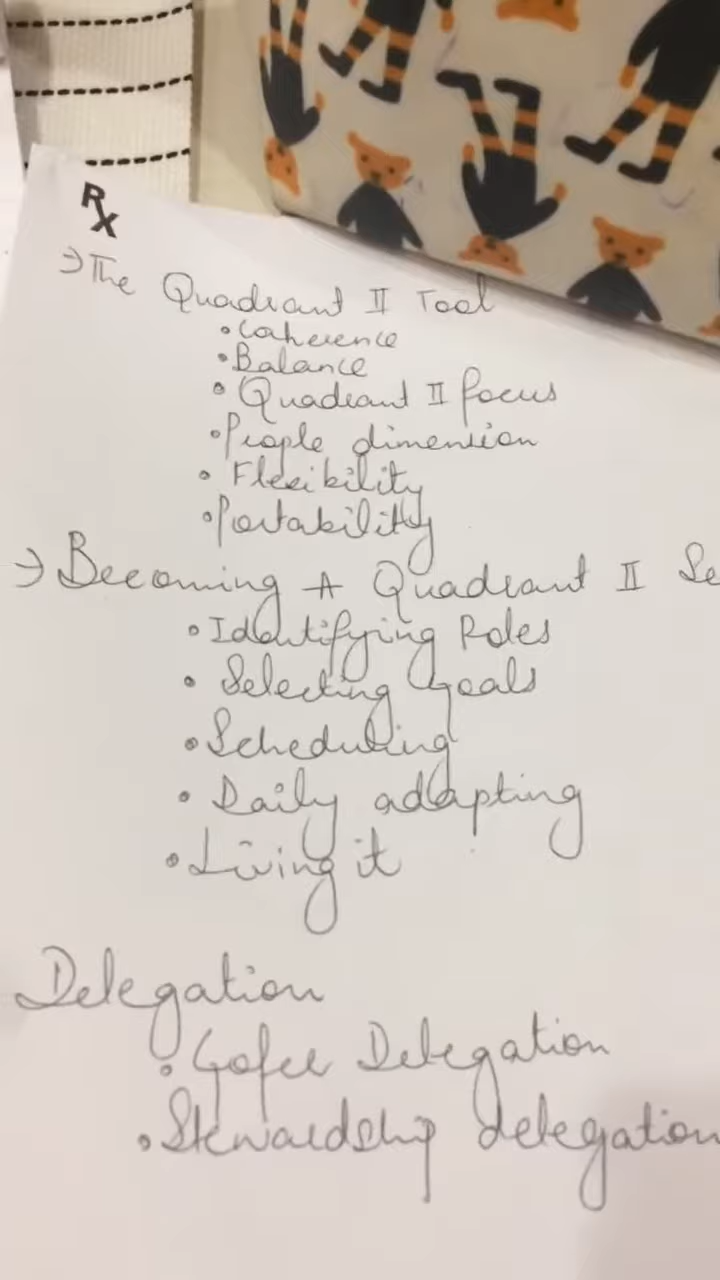 Rx
→ The Quadrant II Tool
• Coherence
• Balance
• Quadrant II focus
• People dimension
• Flexibility
• Portability
→ Becoming A Quadrant II Se
• Identifying Roles
• Selecting goals
• Scheduling
• Daily adapting
• Living it
Delegation
• Gofer Delegation
• Stewardship delegation